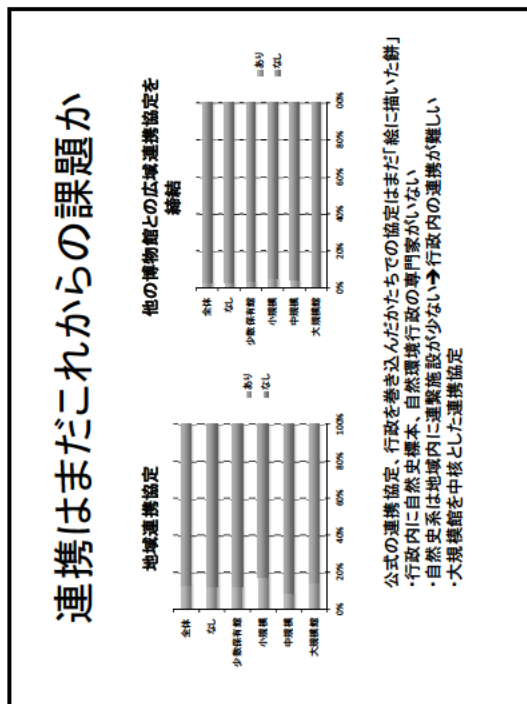 連携はまだこれからの課題か
地域連携協定
全体
なし
少数保有館
小規模
中規模
大規模館
0%
20%
40%
60%
80%
100%
あり
なし
他の博物館との広域連携協定を
締結
全体
なし
少数保有館
小規模
中規模
大規模館
0%
20%
40%
60%
80%
00%
あり
なし
公式の連携協定、行政を巻き込んだかたちでの協定はまだ「絵に描いた餅」
・行政内に自然史標本、自然環境行政の専門家がいない
・自然史系は地域内に連繋施設が少ない➔行政内の連携が難しい
・大規模館を中核とした連携協定